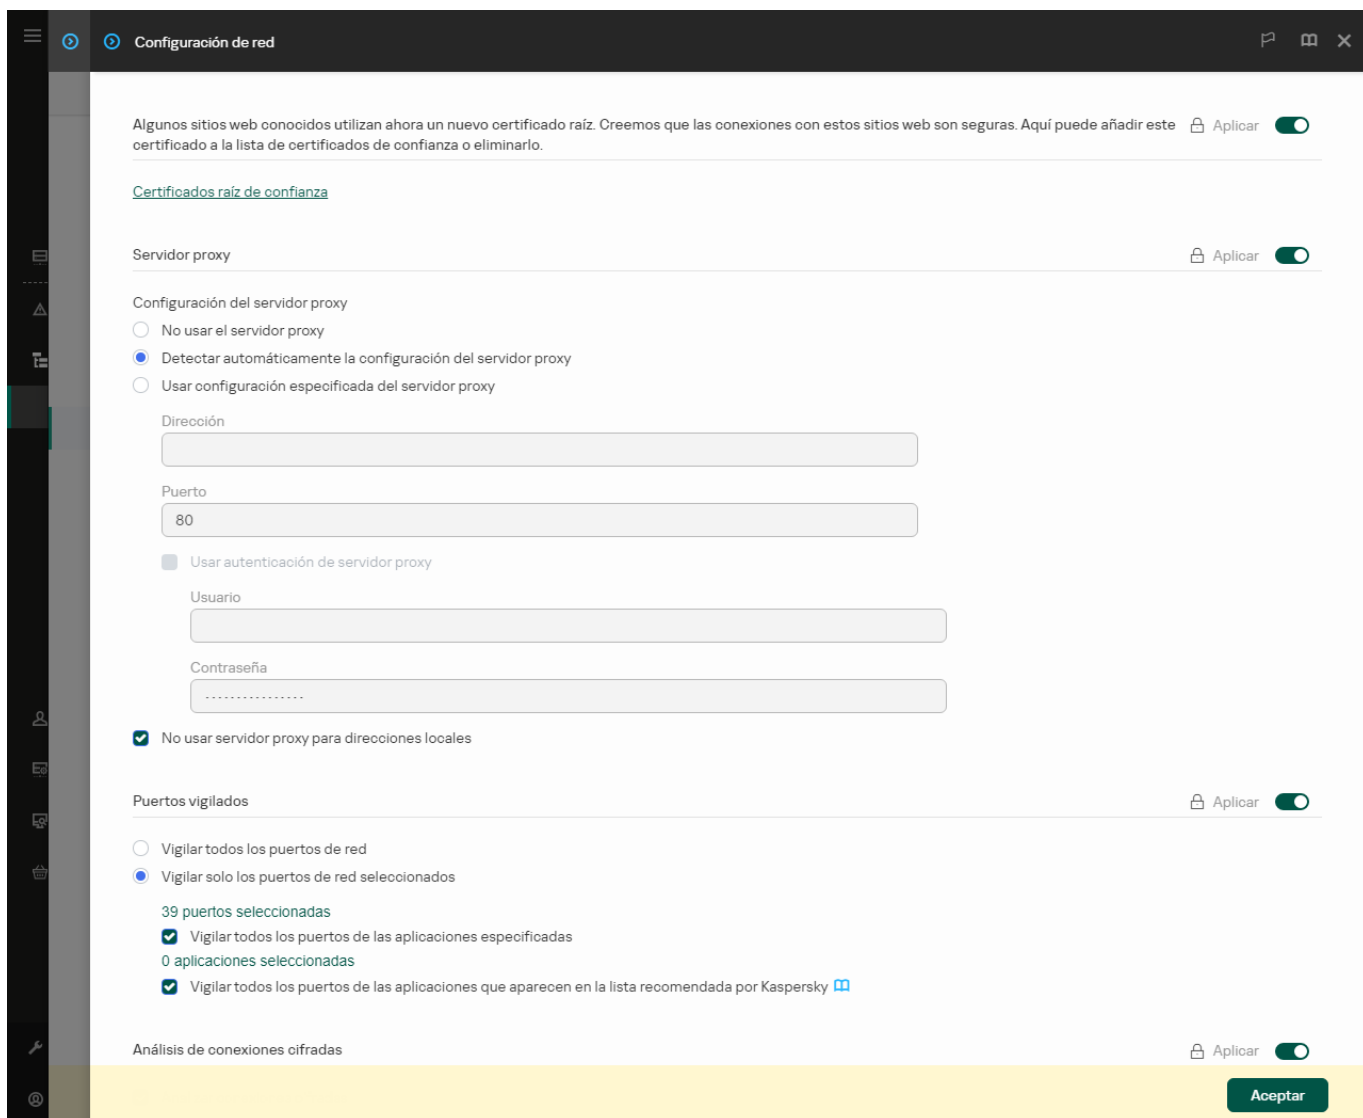 Configuración de red
Algunos sitios web conocidos utilizan ahora un nuevo certificado raíz. Creemos que las conexiones con estos sitios web son seguras. Aquí puede añadir este
certificado a la lista de certificados de confianza o eliminarlo.
Aplicar
Certificados raíz de confianza
Servidor proxy
Aplicar
Configuración del servidor proxy
No usar el servidor proxy
Detectar automáticamente la configuración del servidor proxy
Usar configuración especificada del servidor proxy
Dirección
Puerto
80
Usar autenticación de servidor proxy
Usuario
Contraseña
No usar servidor proxy para direcciones locales
Puertos vigilados
Aplicar
Vigilar todos los puertos de red
Vigilar solo los puertos de red seleccionados
39 puertos seleccionadas
Vigilar todos los puertos de las aplicaciones especificadas
0 aplicaciones seleccionadas
Vigilar todos los puertos de las aplicaciones que aparecen en la lista recomendada por Kaspersky
Análisis de conexiones cifradas
Aplicar
Aceptar